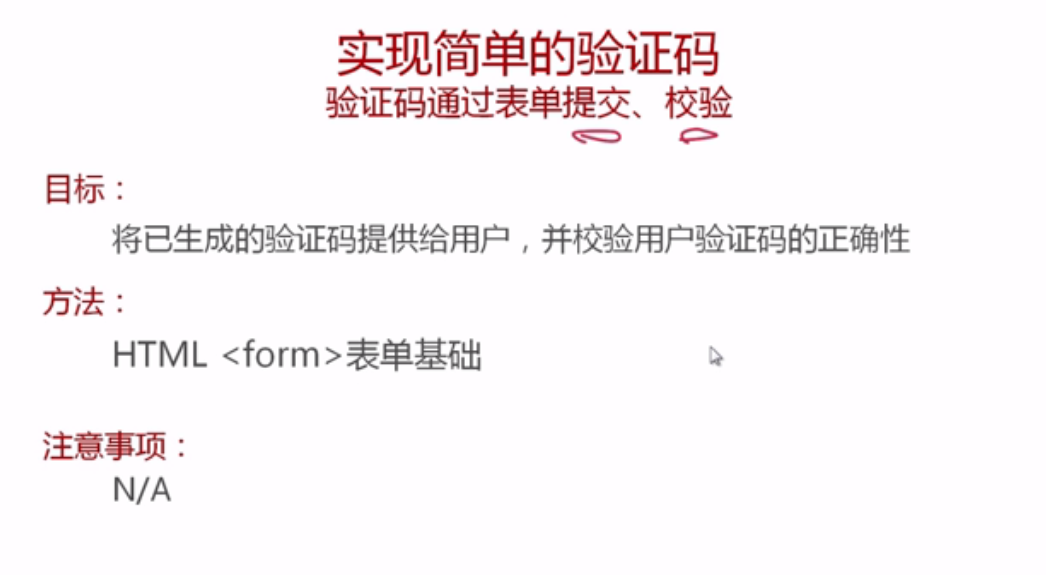 实现简单的验证码
验证码通过表单提交、校验
目标：
将已生成的验证码提供给用户，并校验用户验证码的正确性
方法：
HTML <form>表单基础
注意事项：
N/A